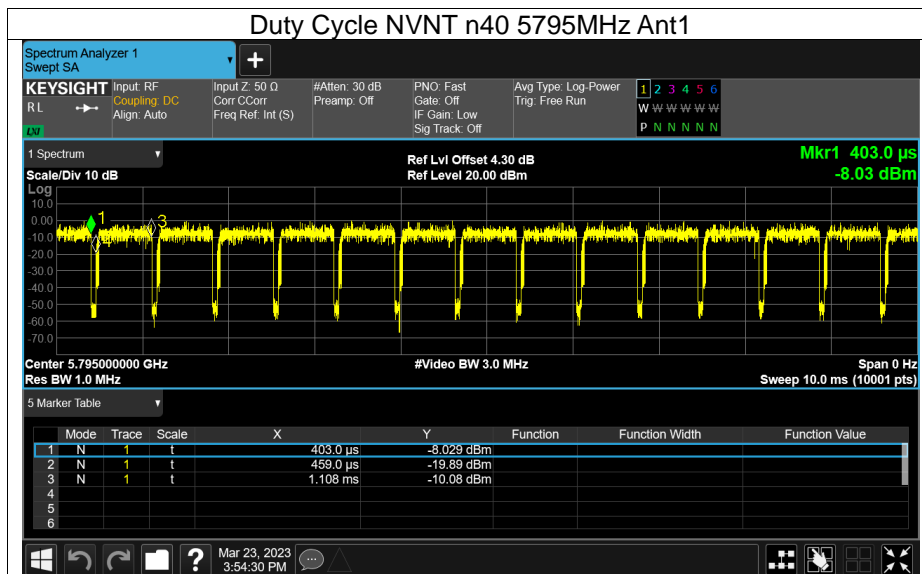 Duty Cycle NVNT n40 5795MHz Ant1
Spectrum Analyzer 1
Swept SA
+
KEYSIGHT Input: RF Input Z: 50 Ω #Atten: 30 dB PNO: Fast Avg Type: Log-Power 1 2 3 4 5 6
R L Coupling: DC Corr CCorr Preamp: Off Gate: Off Trig: Free Run W W W W W W
Align: Auto Freq Ref: Int (S) IF Gain: Low
LXI Sig Track: Off P N N N N N
1 Spectrum Ref Lvl Offset 4.30 dB Mkr1 403.0 µs
Scale/Div 10 dB Ref Level 20.00 dBm -8.03 dBm
Log
10.0
0.00 1 3
-10.0
-20.0
-30.0
-40.0
-50.0
-60.0
-70.0
Center 5.795000000 GHz #Video BW 3.0 MHz Span 0 Hz
Res BW 1.0 MHz Sweep 10.0 ms (10001 pts)
5 Marker Table
Mode Trace Scale X Y Function Function Width Function Value
1 N 1 t 403.0 µs -8.029 dBm
2 N 1 t 459.0 µs -19.89 dBm
3 N 1 t 1.108 ms -10.08 dBm
4
5
6
? Mar 23, 2023
3:54:30 PM